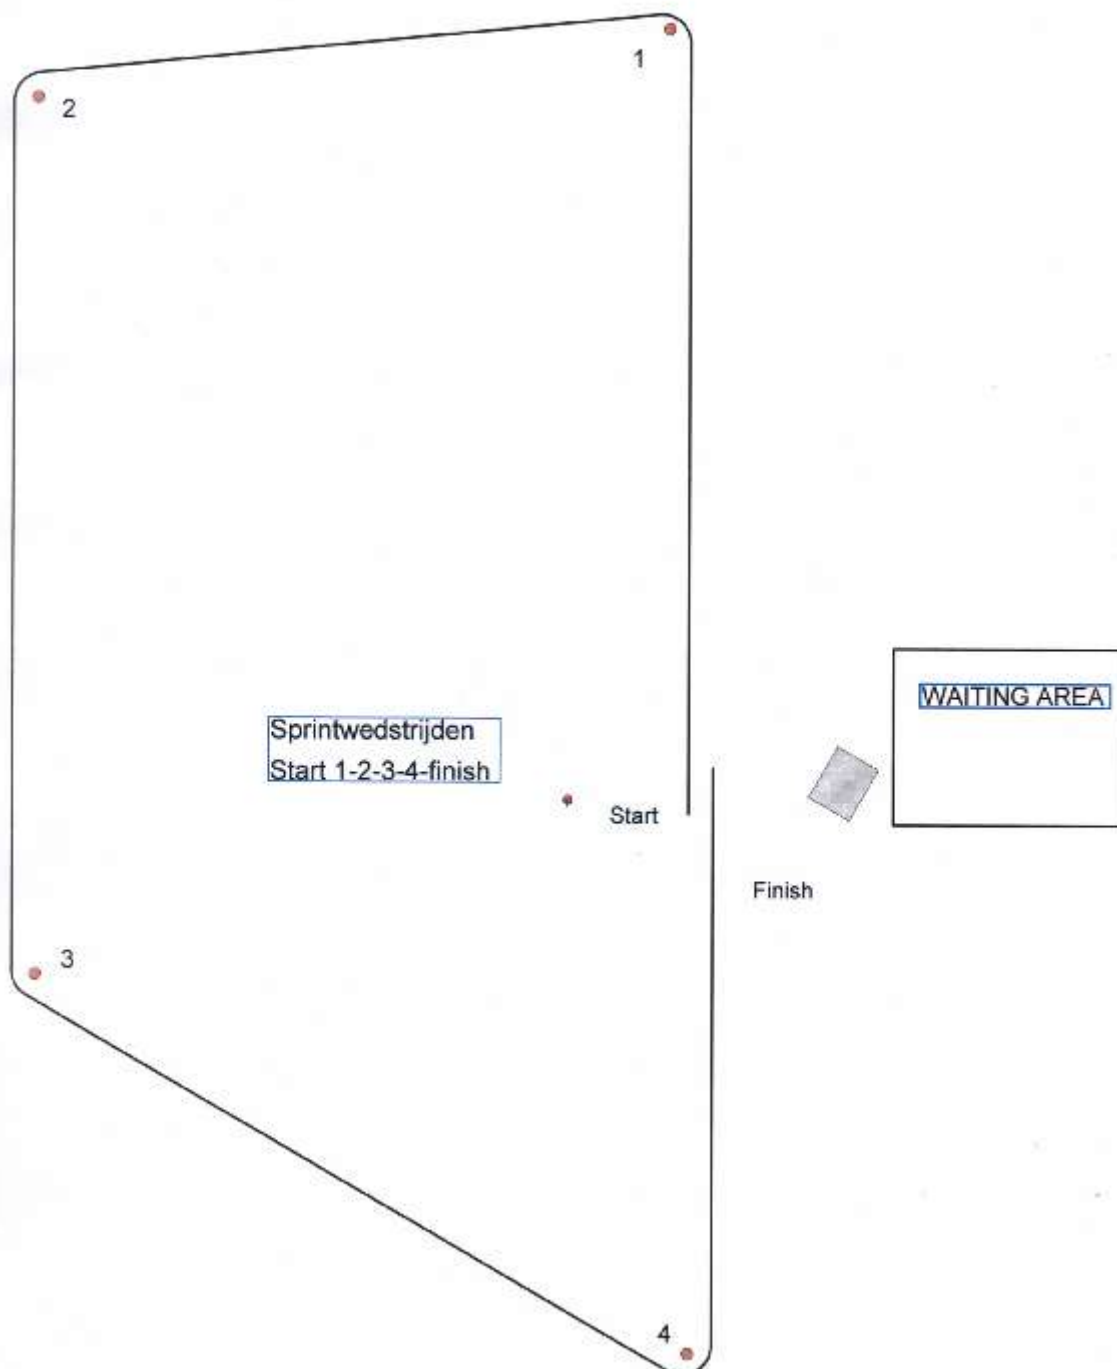 1
2
WAITING AREA
Sprintwedstrijden
Start 1-2-3-4-finish
Start
Finish
3
4